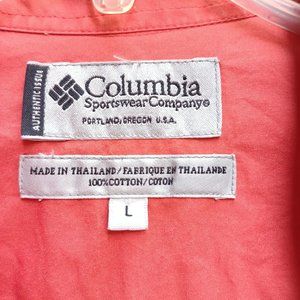 AUTHENTIC ISSUE
Columbia
Sportswear Company®
PORTLAND, OREGON U.S.A.
MADE IN THAILAND/FABRIQUE EN THAILANDE
100%COTTON/COTON
L